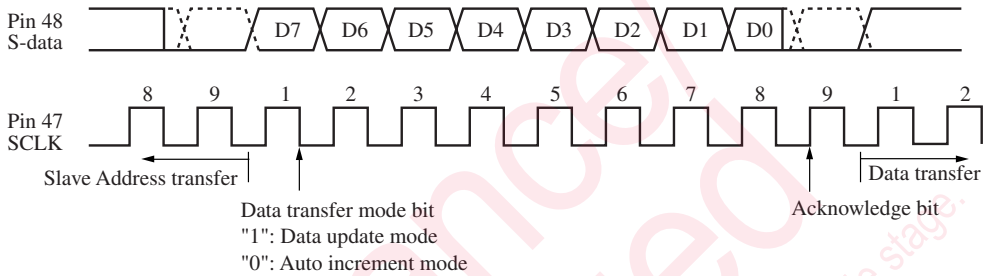 Pin 48
S-data
D7 D6 D5 D4 D3 D2 D1 D0
8 9 1 2 3 4 5 6 7 8 9 1 2
Pin 47
SCLK
Slave Address transfer
Data transfer
Data transfer mode bit
"1": Data update mode
"0": Auto increment mode
Acknowledge bit
stage.